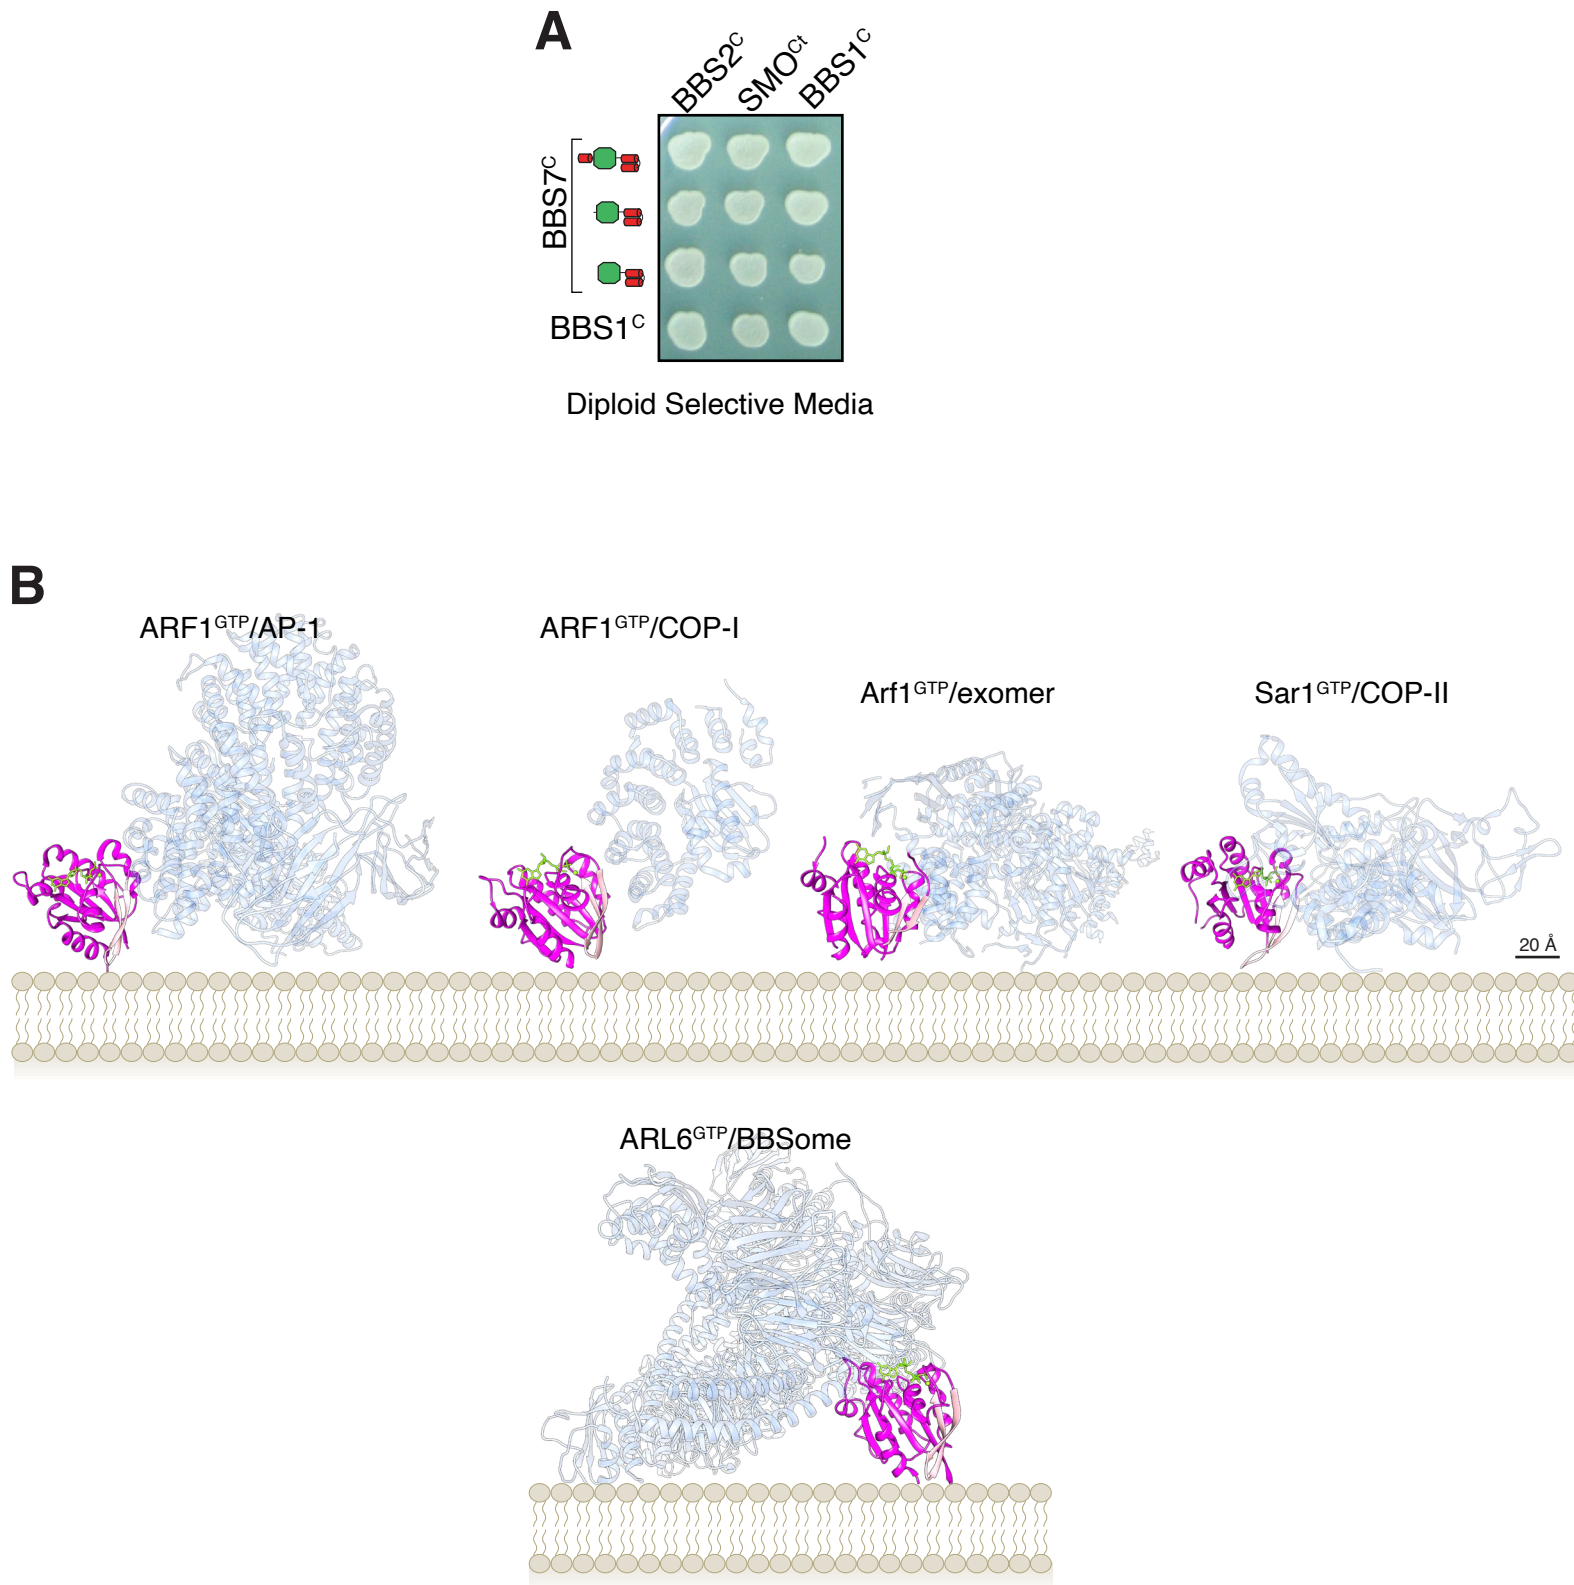 A
BBS2ᶜ
SMOᶜᵗ
BBS1ᶜ
BBS7ᶜ
BBS1ᶜ
Diploid Selective Media
B
ARF1ᴳᵀᴾ/AP-1
ARF1ᴳᵀᴾ/COP-I
Arf1ᴳᵀᴾ/exomer
Sar1ᴳᵀᴾ/COP-II
20 Å
ARL6ᴳᵀᴾ/BBSome